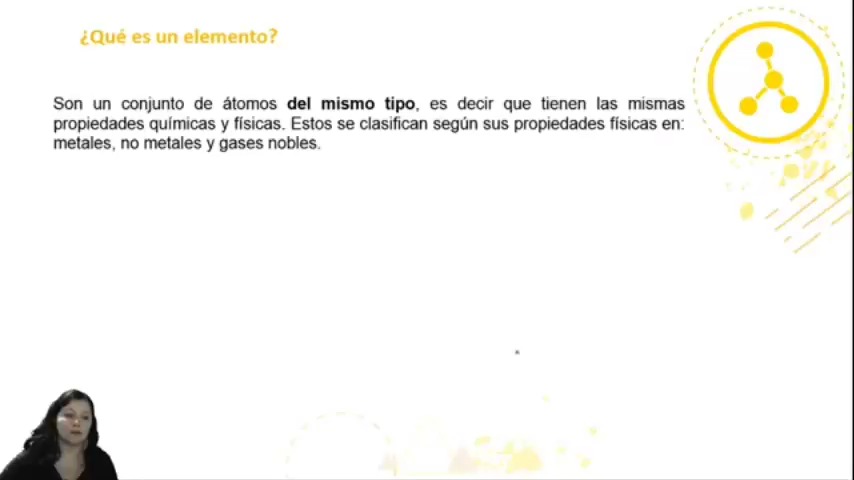 ¿Qué es un elemento?
Son un conjunto de átomos del mismo tipo, es decir que tienen las mismas
propiedades químicas y físicas. Estos se clasifican según sus propiedades físicas en:
metales, no metales y gases nobles.